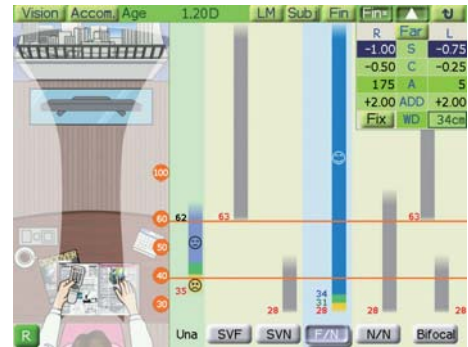 Vision Accom. Age 1.20D LM Sub j Fin Fin+ ▲
R Far L
-1.00 S -0.75
-0.50 C -0.25
175 A 5
+2.00 ADD +2.00
Fix WD 34cm
100
60 62 63 63
50
40
35
34
31
30 28 28 28
R Una SVF SVN F/N N/N Bifocal